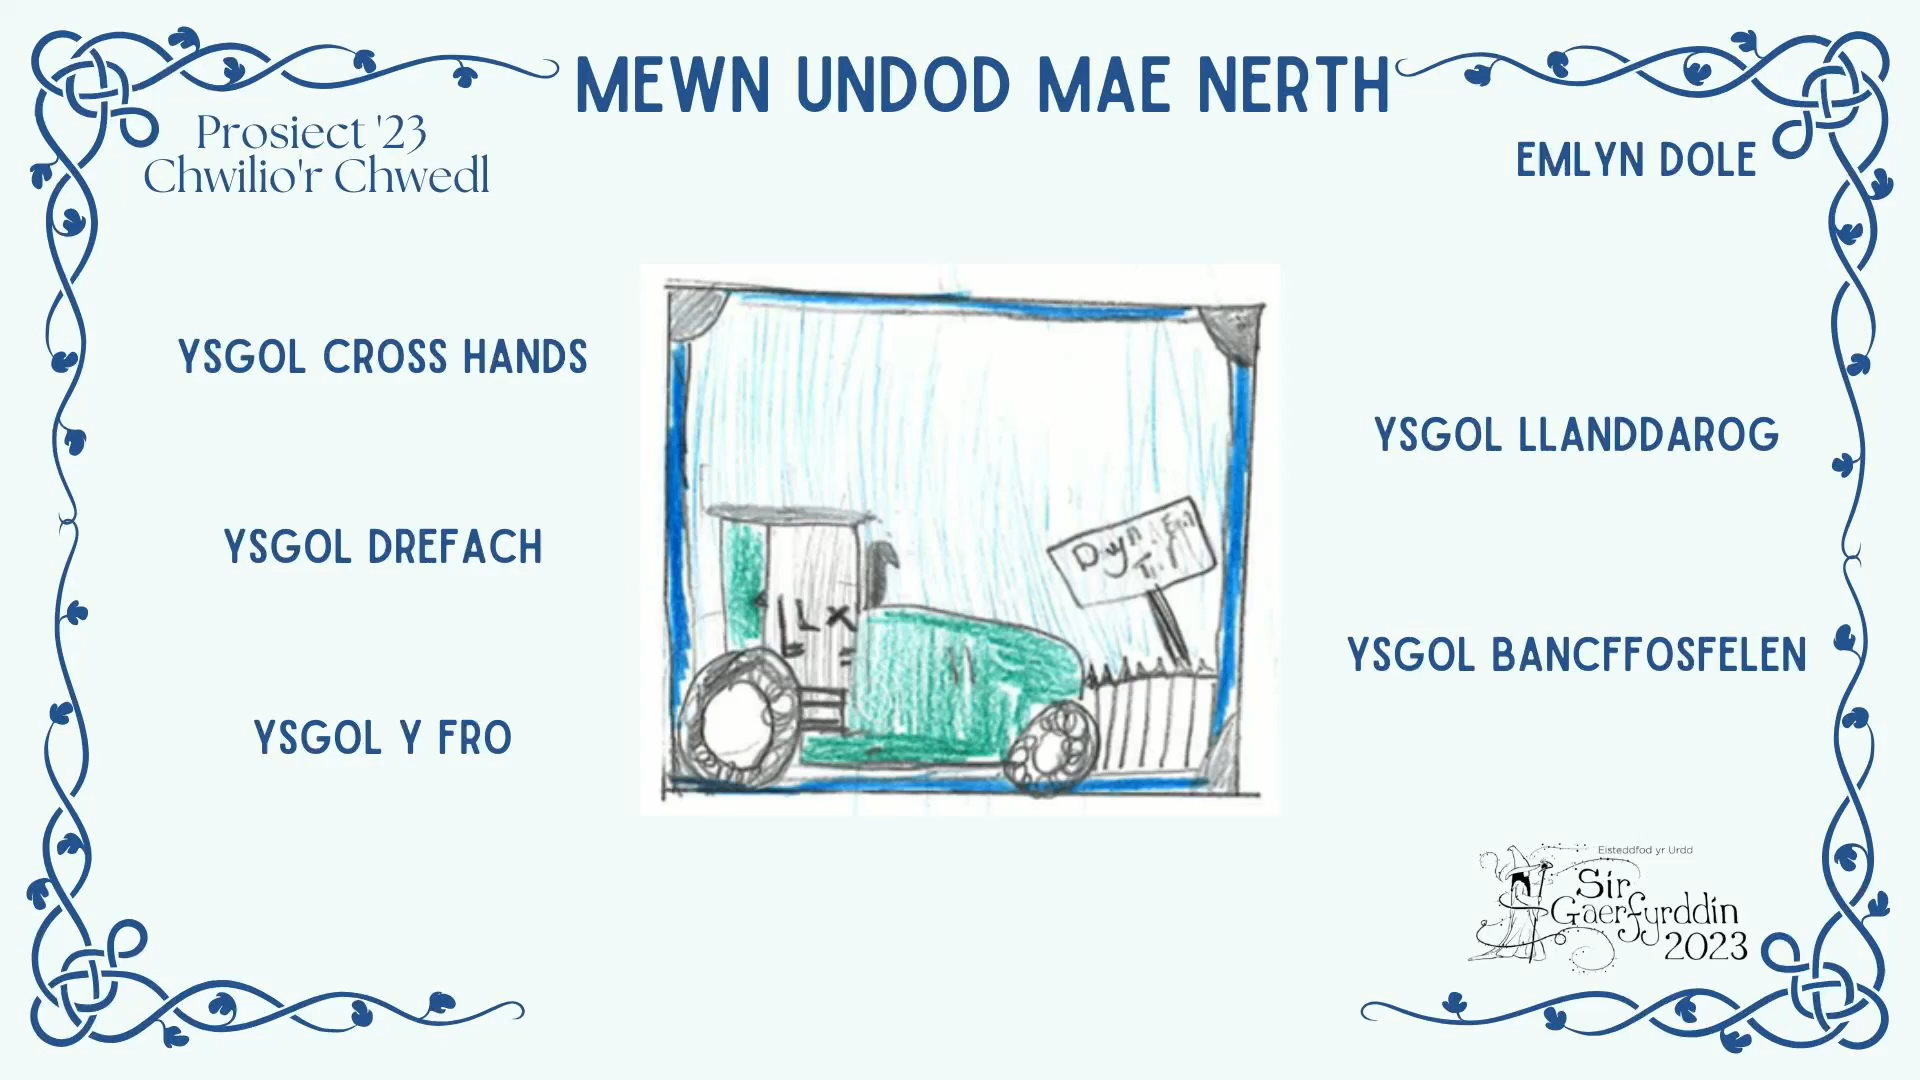 MEWN UNDOD MAE NERTH
Prosiect '23
Chwilio'r Chwedl
EMLYN DOLE
YSGOL CROSS HANDS
YSGOL DREFACH
YSGOL Y FRO
YSGOL LLANDDAROG
YSGOL BANCFFOSFELEN
Eisteddfod yr Urdd
Sir
Gaerfyrddin
2023